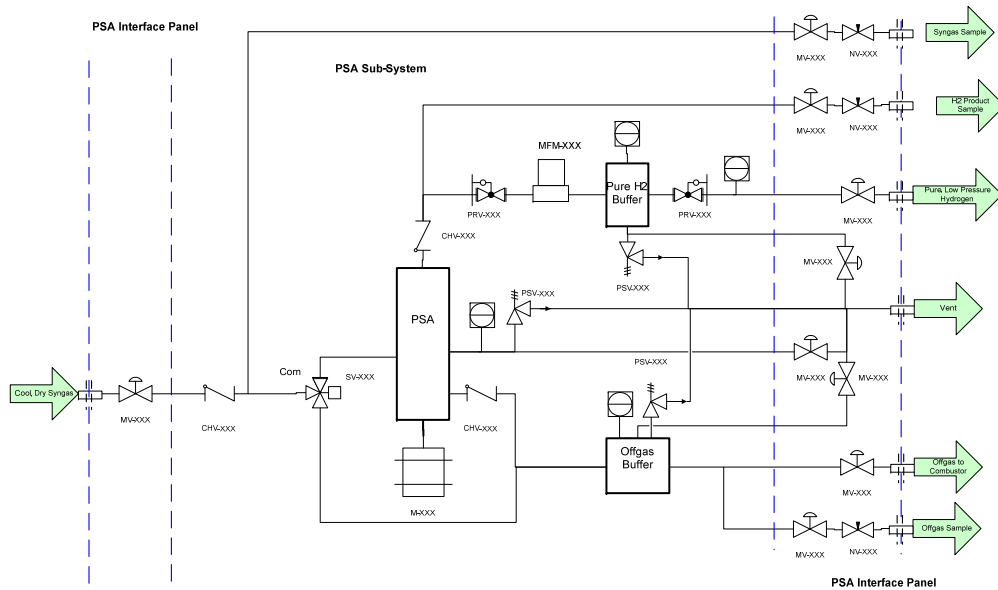 PSA Interface Panel
Syngas Sample
MV-XXX
NV-XXX
PSA Sub-System
H2 Product
Sample
MV-XXX
NV-XXX
MFM-XXX
Pure H2
Buffer
PRV-XXX
PRV-XXX
Pure, Low Pressure
Hydrogen
MV-XXX
CHV-XXX
MV-XXX
PSV-XXX
PSV-XXX
PSA
Vent
PSV-XXX
MV-XXX
MV-XXX
Com
SV-XXX
Cool, Dry Syngas
MV-XXX
CHV-XXX
CHV-XXX
Offgas
Buffer
Offgas to
Combustor
MV-XXX
M-XXX
Offgas Sample
MV-XXX
NV-XXX
PSA Interface Panel